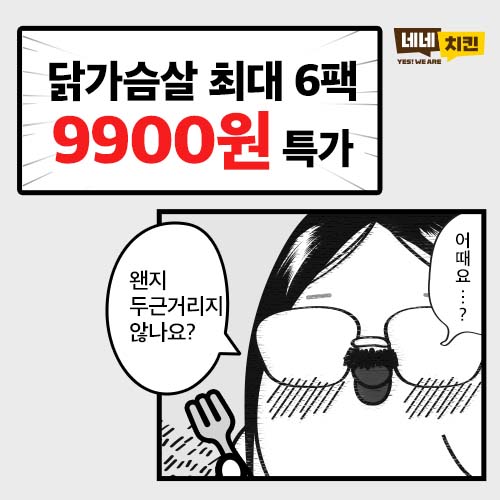 네네치킨
YES! WE ARE
닭가슴살 최대 6팩
9900원 특가
어때요…?
왠지
두근거리지
않나요?